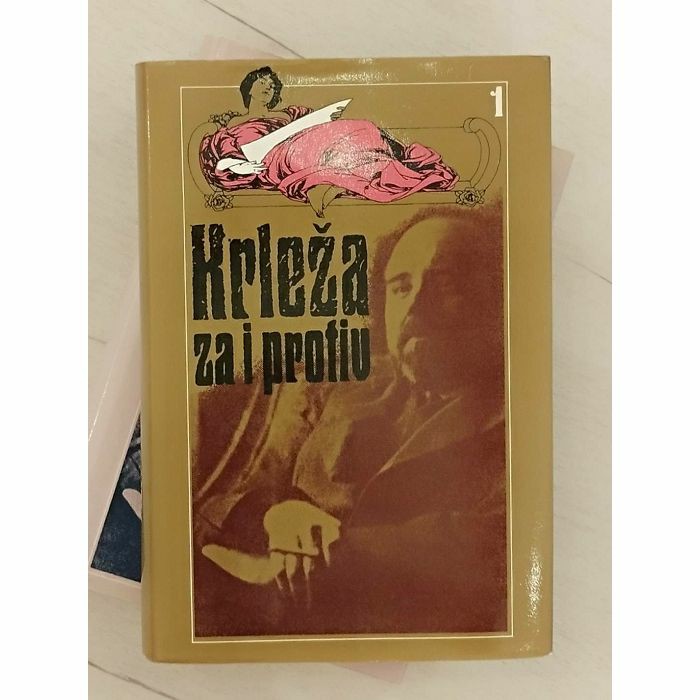 1
Krleža
za i protiv